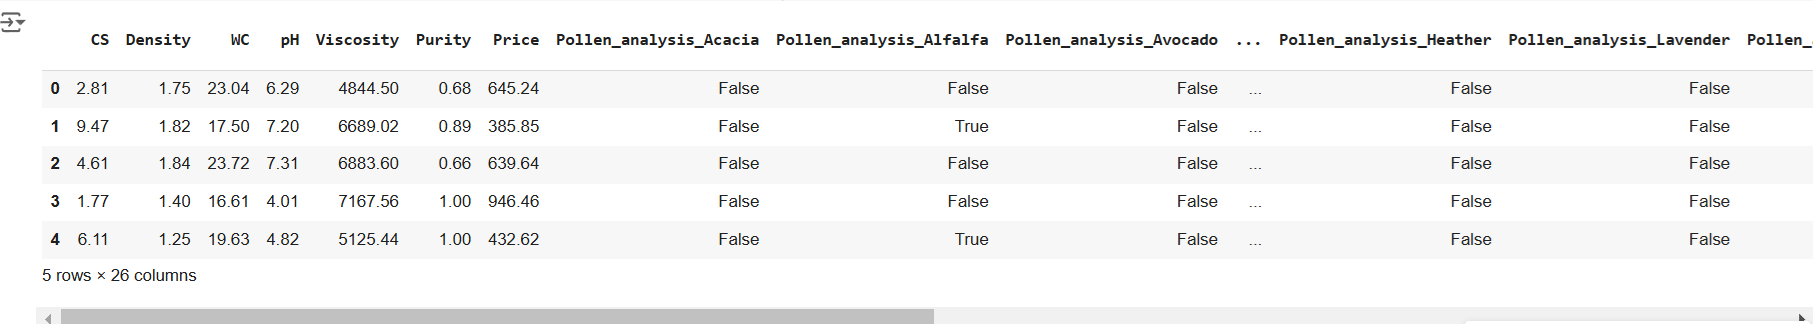 CS Density WC pH Viscosity Purity Price Pollen_analysis_Acacia Pollen_analysis_Alfalfa Pollen_analysis_Avocado ... Pollen_analysis_Heather Pollen_analysis_Lavender Pollen_
0 2.81 1.75 23.04 6.29 4844.50 0.68 645.24 False False False ... False False
1 9.47 1.82 17.50 7.20 6689.02 0.89 385.85 False True False ... False False
2 4.61 1.84 23.72 7.31 6883.60 0.66 639.64 False False False ... False False
3 1.77 1.40 16.61 4.01 7167.56 1.00 946.46 False False False ... False False
4 6.11 1.25 19.63 4.82 5125.44 1.00 432.62 False True False ... False False
5 rows × 26 columns